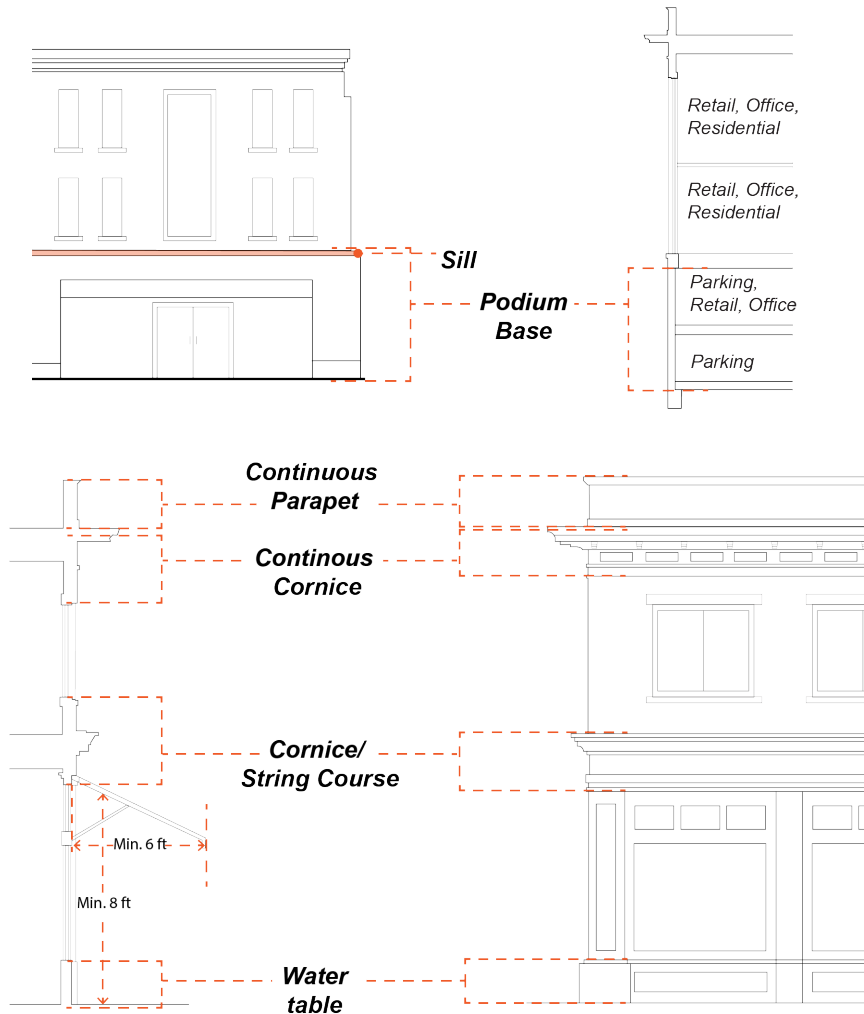 Retail, Office,
Residential
Retail, Office,
Residential
Sill
Podium
Base
Parking,
Retail, Office
Parking
Continuous
Parapet
Continous
Cornice
Cornice/
String Course
Min. 6 ft
Min. 8 ft
Water
table